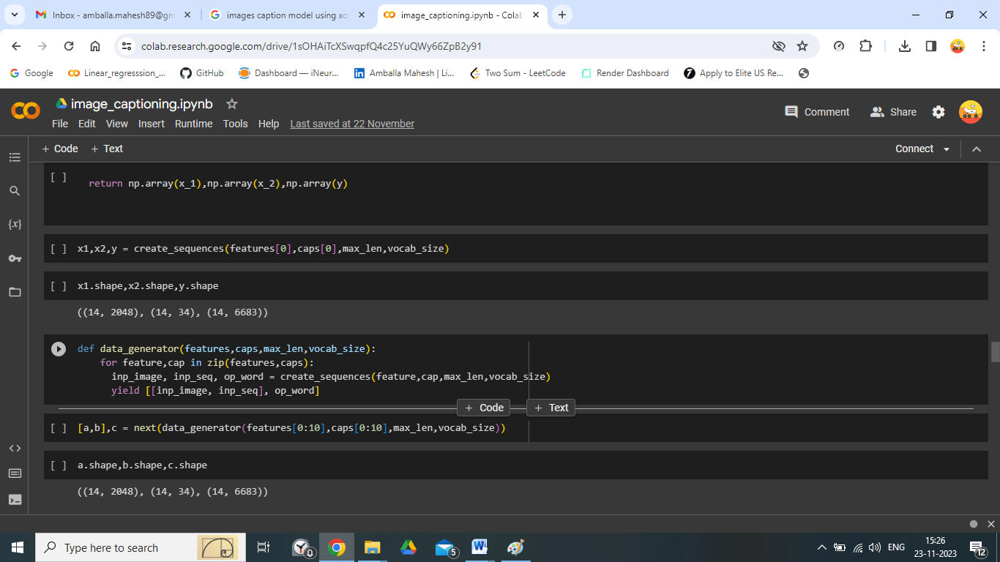 Inbox - amballa.mahesh89@gm
images caption model using xce
image_captioning.ipynb - Colab
colab.research.google.com/drive/1sOHAiTcXSwqpfQ4c25YuQWy66ZpB2y91
Google
Linear_regresssion_...
GitHub
Dashboard — iNeur...
Amballa Mahesh | Li...
Two Sum - LeetCode
Render Dashboard
Apply to Elite US Re...
image_captioning.ipynb
Comment
Share
File Edit View Insert Runtime Tools Help Last saved at 22 November
+ Code + Text
Connect
[ ] return np.array(x_1),np.array(x_2),np.array(y)
{x}
[ ] x1,x2,y = create_sequences(features[0],caps[0],max_len,vocab_size)
[ ] x1.shape,x2.shape,y.shape
((14, 2048), (14, 34), (14, 6683))
def data_generator(features,caps,max_len,vocab_size):
for feature,cap in zip(features,caps):
inp_image, inp_seq, op_word = create_sequences(feature,cap,max_len,vocab_size)
yield [[inp_image, inp_seq], op_word]
+ Code + Text
[ ] [a,b],c = next(data_generator(features[0:10],caps[0:10],max_len,vocab_size))
[ ] a.shape,b.shape,c.shape
((14, 2048), (14, 34), (14, 6683))
Type here to search
0
5
W
ENG
15:26
23-11-2023
12